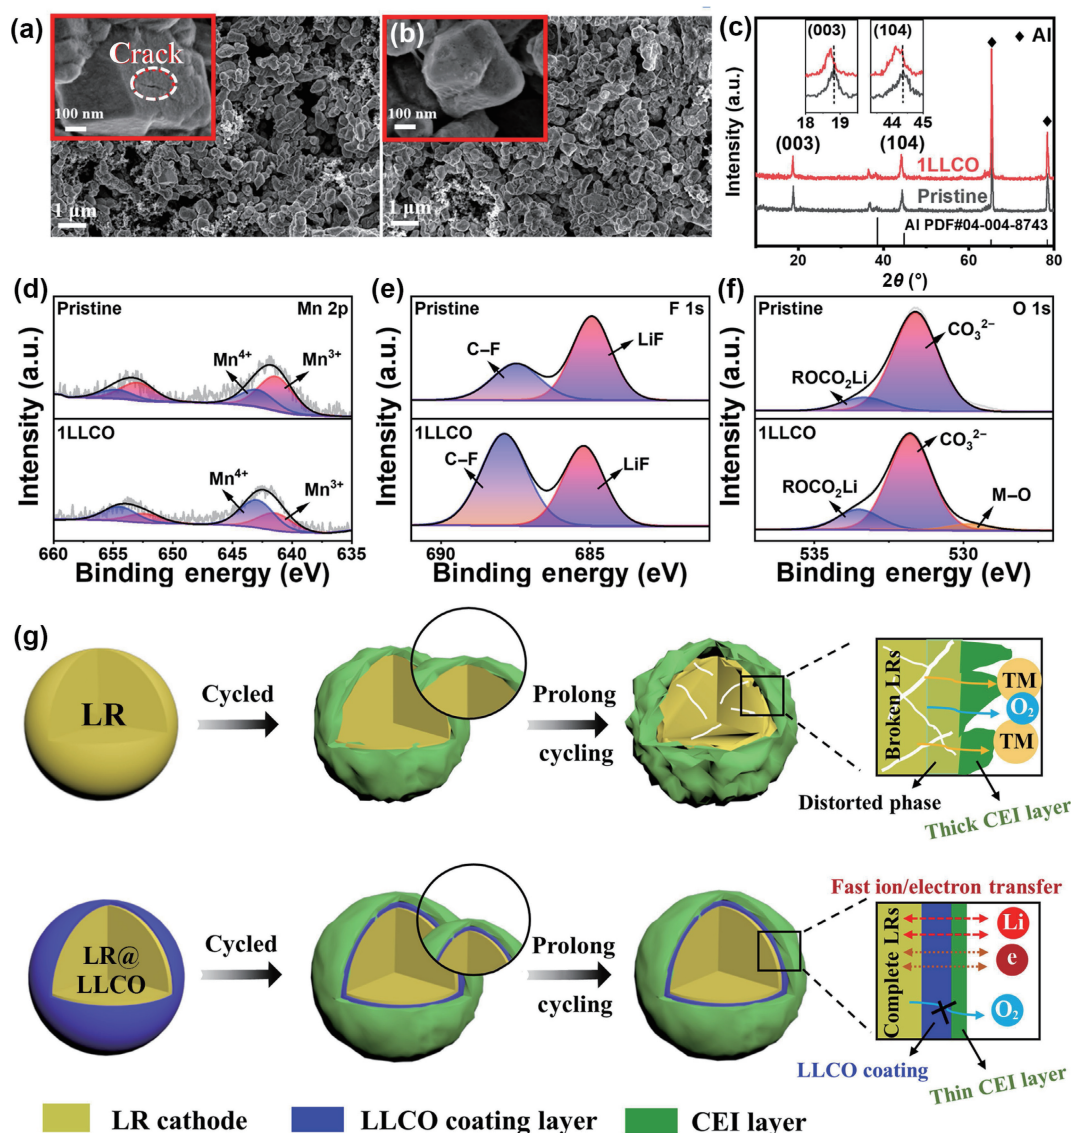 (a)
Crack
100 nm
1 μm
(b)
100 nm
1 μm
(c)
Intensity (a.u.)
(003)
(104)
18 19
44 45
◆ Al
(003)
(104)
1LLCO
Pristine
Al PDF#04-004-8743
20 40 60 80
2θ (°)
(d)
Pristine
Mn 2p
Mn4+
Mn3+
1LLCO
Mn4+
Mn3+
Intensity (a.u.)
660 655 650 645 640 635
Binding energy (eV)
(e)
Pristine
F 1s
C–F
LiF
1LLCO
C–F
LiF
Intensity (a.u.)
690 685
Binding energy (eV)
(f)
Pristine
O 1s
CO₃²⁻
ROCO₂Li
1LLCO
CO₃²⁻
ROCO₂Li
M–O
Intensity (a.u.)
535 530
Binding energy (eV)
(g)
LR
Cycled
Prolong
cycling
Broken LRs
TM
O₂
TM
Distorted phase
Thick CEI layer
LR@
LLCO
Cycled
Prolong
cycling
Fast ion/electron transfer
Complete LRs
Li
e
O₂
LLCO coating
Thin CEI layer
LR cathode
LLCO coating layer
CEI layer